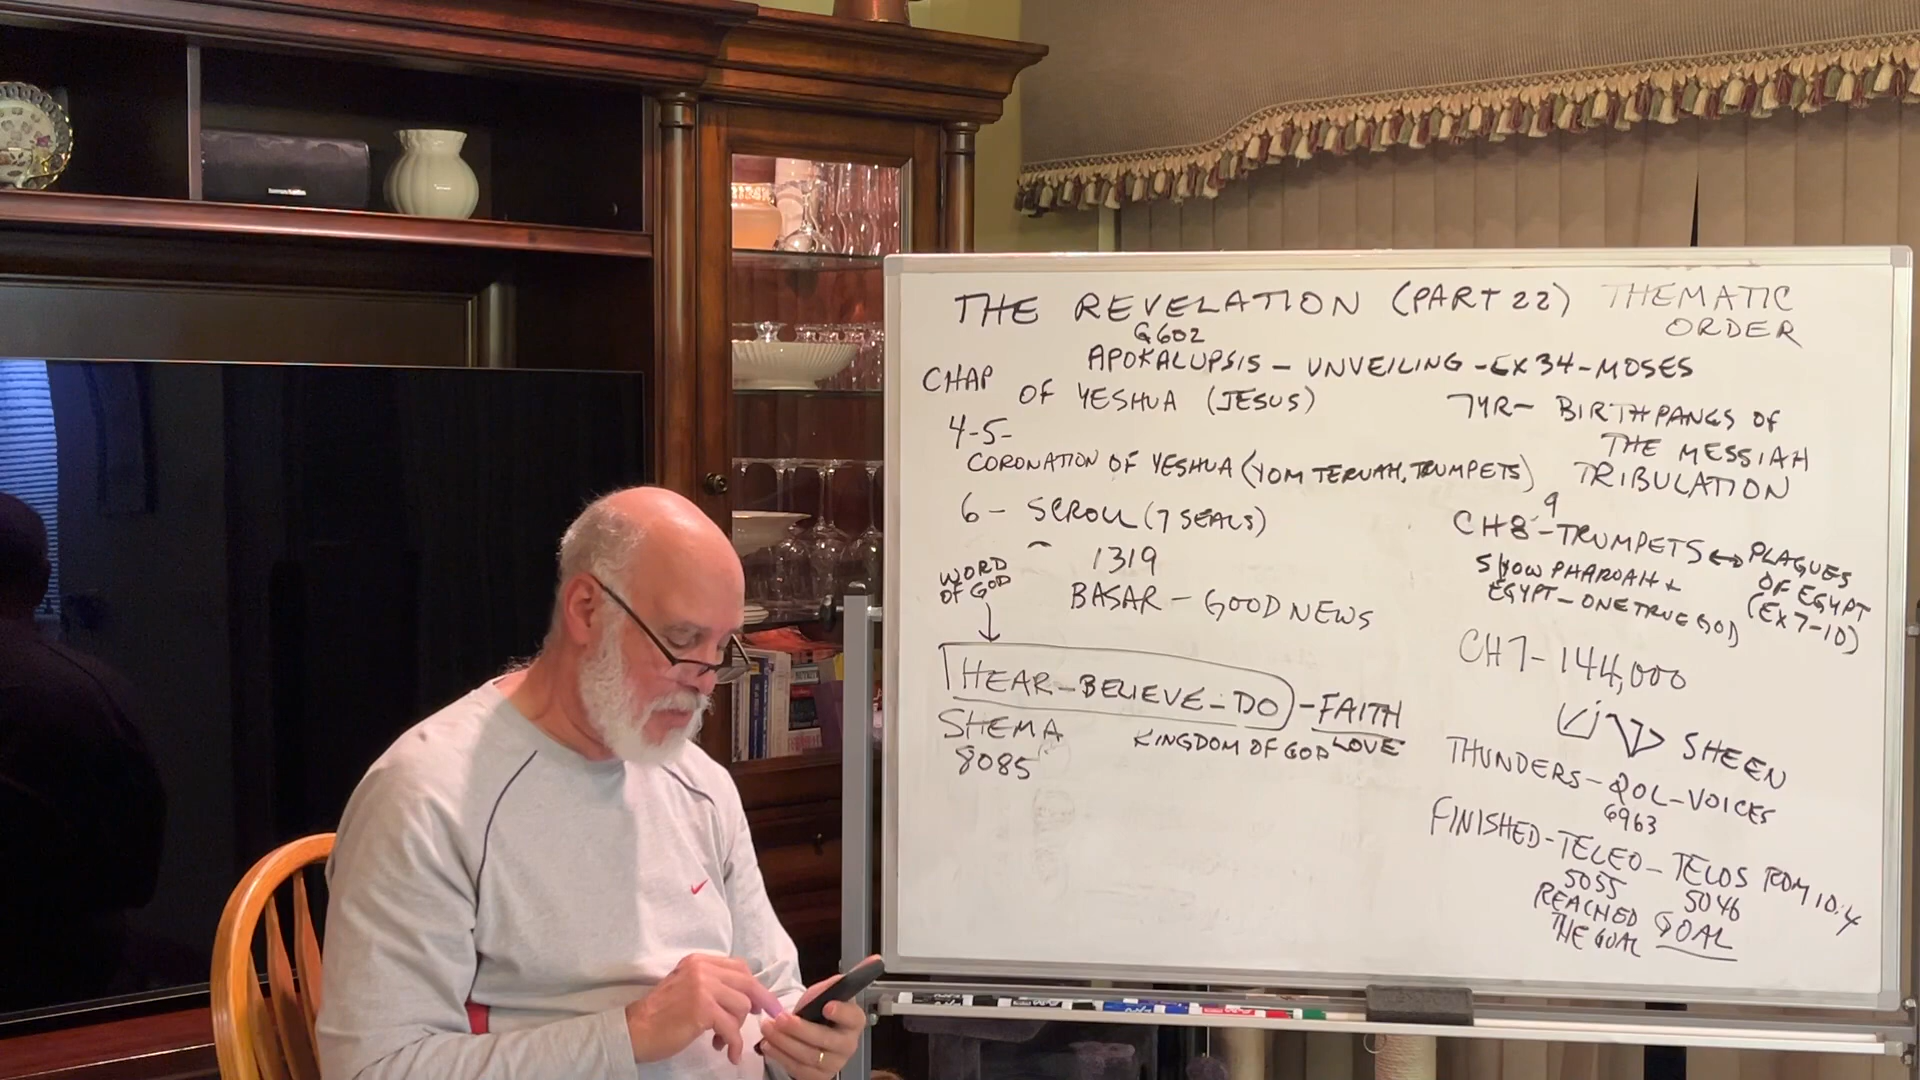 THE REVELATION (PART 22) THEMATIC
ORDER
G602
APOKALUPSIS - UNVEILING - EX 34 - MOSES
CHAP
OF YESHUA (JESUS)
4-5-
CORONATION OF YESHUA (YOM TERUAH, TRUMPETS)
6 - SCROLL (7 SEALS)
1319
BASAR - GOOD NEWS
WORD
OF GOD
HEAR - BELIEVE - DO - FAITH
SHEMA
8085
KINGDOM OF GOD LOVE
7YR - BIRTHPANGS OF
THE MESSIAH
TRIBULATION
9
CH8 - TRUMPETS ↔ PLAGUES
OF EGYPT
(EX 7-10)
SHOW PHAROAH +
EGYPT - ONE TRUE GOD
CH7 - 144,000
SHEEN
THUNDERS - QOL - VOICES
6963
FINISHED - TELEO - TELOS ROM 10:4
5055 5046
REACHED GOAL
THE GOAL